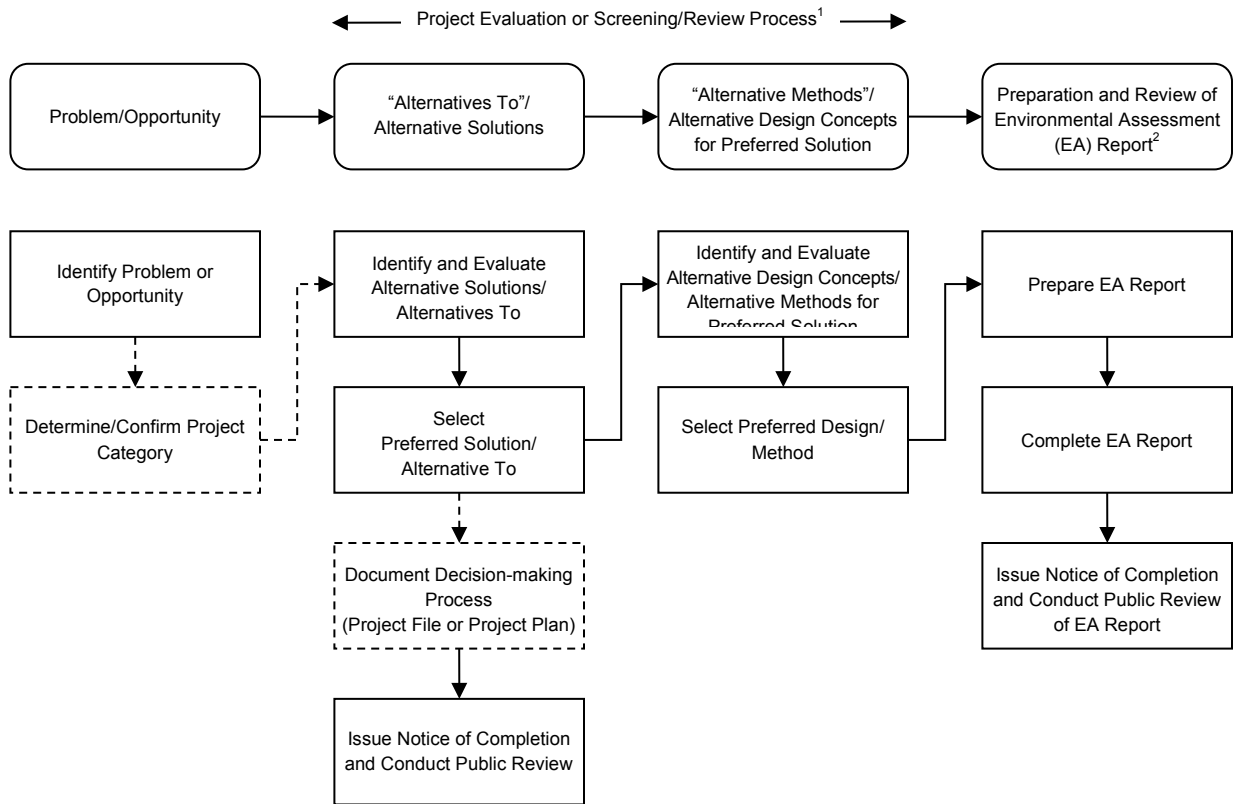 Project Evaluation or Screening/Review Process¹
Problem/Opportunity
“Alternatives To”/
Alternative Solutions
“Alternative Methods”/
Alternative Design Concepts
for Preferred Solution
Preparation and Review of
Environmental Assessment
(EA) Report²
Identify Problem or
Opportunity
Identify and Evaluate
Alternative Solutions/
Alternatives To
Identify and Evaluate
Alternative Design Concepts/
Alternative Methods for
Preferred Solution
Prepare EA Report
Determine/Confirm Project
Category
Select
Preferred Solution/
Alternative To
Select Preferred Design/
Method
Complete EA Report
Document Decision-making
Process
(Project File or Project Plan)
Issue Notice of Completion
and Conduct Public Review
of EA Report
Issue Notice of Completion
and Conduct Public Review